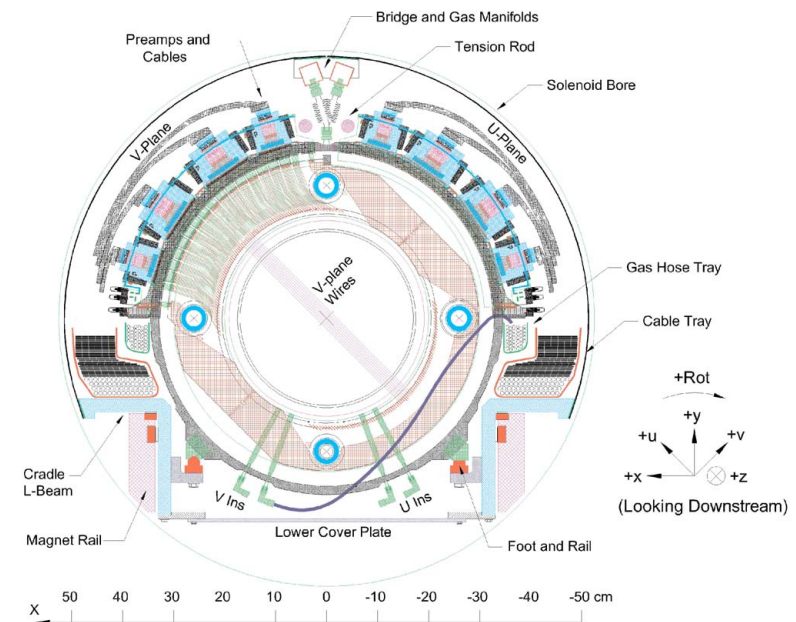 Bridge and Gas Manifolds
Preamps and
Cables
Tension Rod
Solenoid Bore
V-Plane
U-Plane
V-plane
Wires
Gas Hose Tray
Cable Tray
+Rot
+y
+u
+v
+x
+z
(Looking Downstream)
Cradle
L-Beam
V Ins
U Ins
Magnet Rail
Lower Cover Plate
Foot and Rail
50 40 30 20 10 0 -10 -20 -30 -40 -50 cm
X